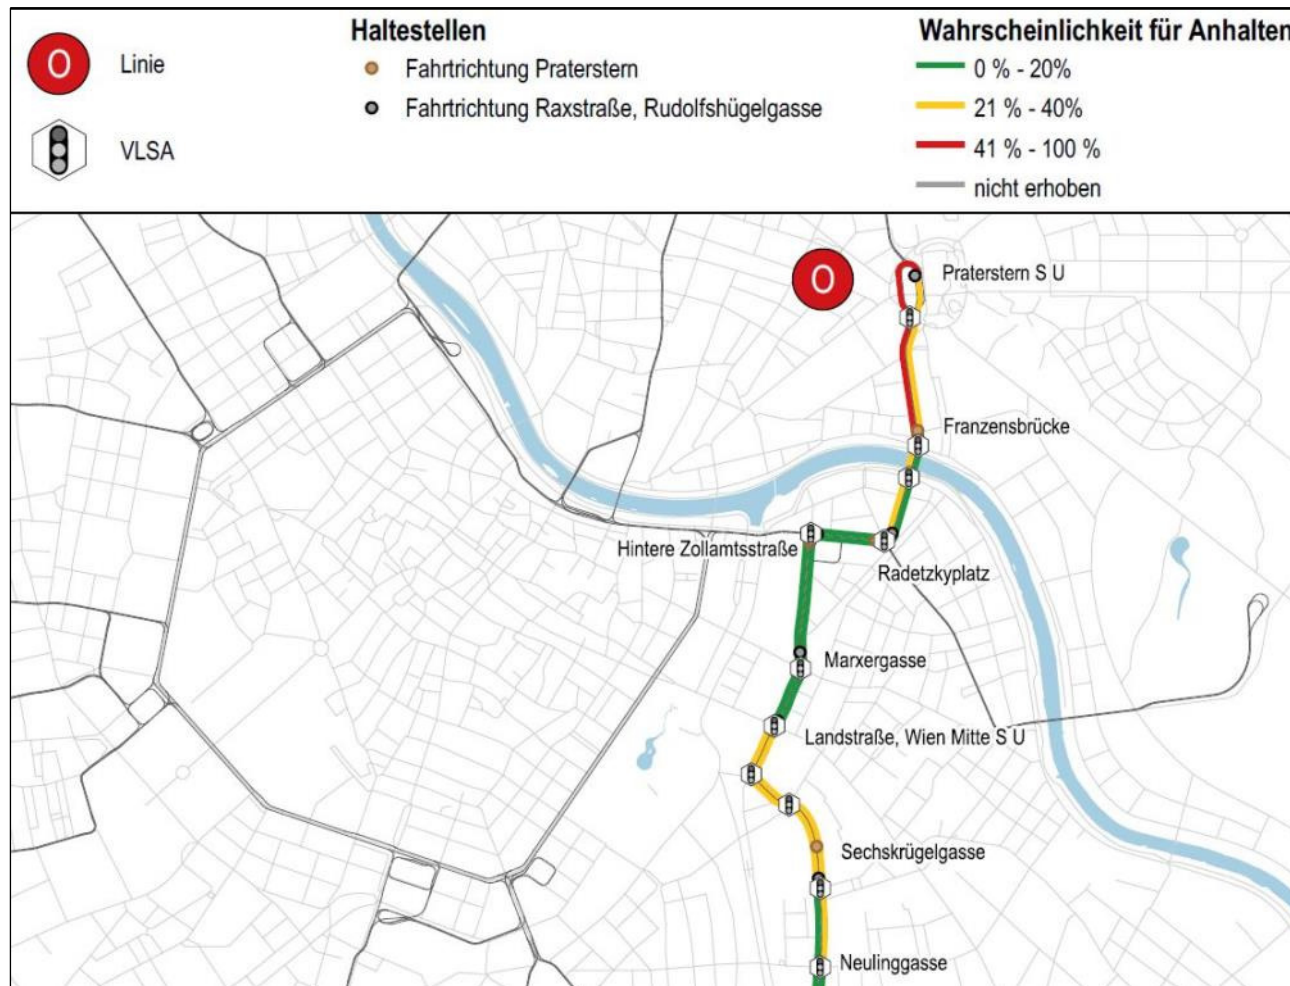 O
Linie
VLSA
Haltestellen
Fahrtrichtung Praterstern
Fahrtrichtung Raxstraße, Rudolfshügelgasse
Wahrscheinlichkeit für Anhalten
0 % - 20%
21 % - 40%
41 % - 100 %
nicht erhoben
O
Praterstern S U
Franzensbrücke
Hintere Zollamtsstraße
Radetzkyplatz
Marxergasse
Landstraße, Wien Mitte S U
Sechskrügelgasse
Neulinggasse